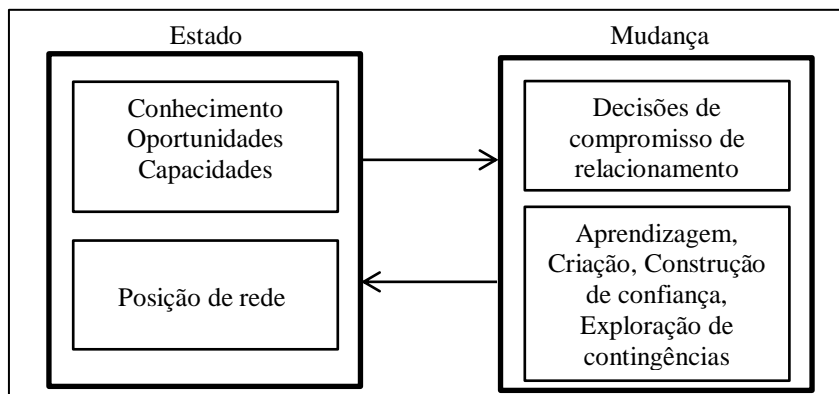 Estado
Conhecimento
Oportunidades
Capacidades
Posição de rede
Mudança
Decisões de
compromisso de
relacionamento
Aprendizagem,
Criação, Construção
de confiança,
Exploração de
contingências